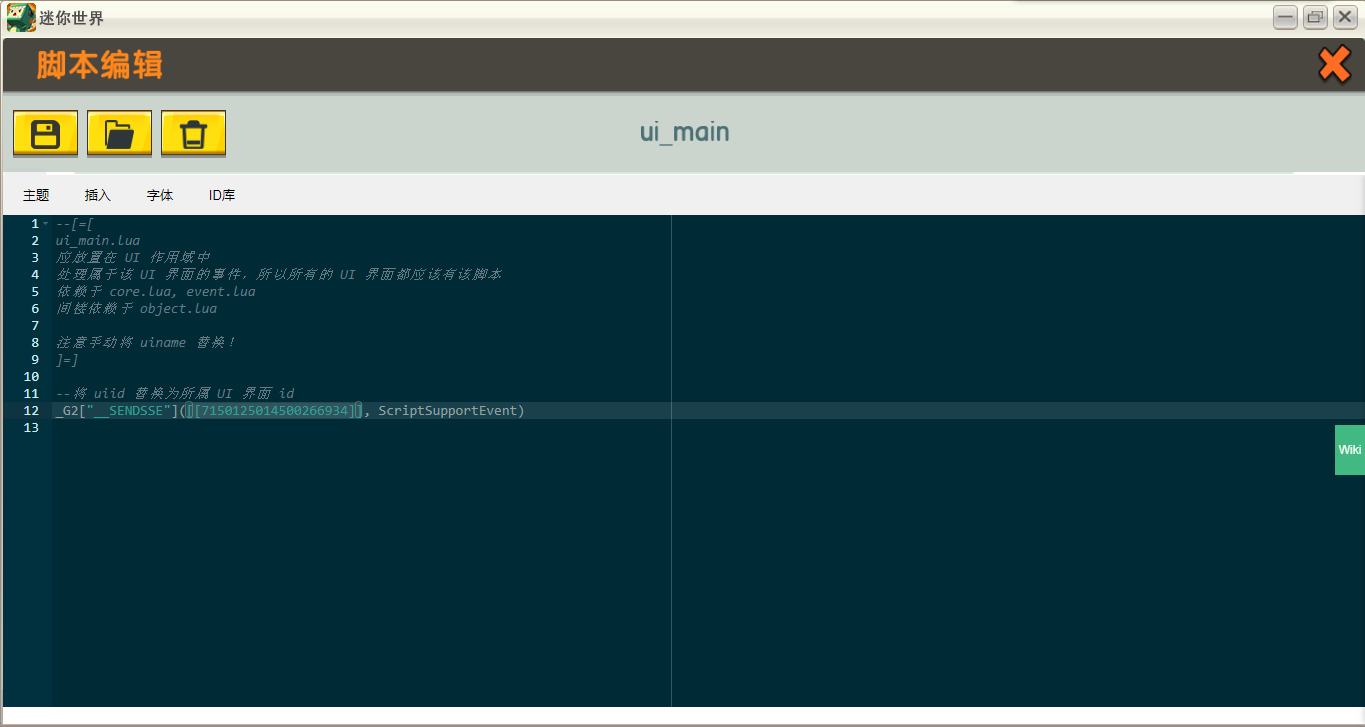 迷你世界
脚本编辑
ui_main
主题 插入 字体 ID库
1 --[=[
2 ui_main.lua
3 应放置在 UI 作用域中
4 处理属于该 UI 界面的事件，所以所有的 UI 界面都应该有该脚本
5 依赖于 core.lua, event.lua
6 间接依赖于 object.lua
7
8 注意手动将 uiname 替换！
9 ]=]
10
11 --将 uiid 替换为所属 UI 界面 id
12 _G2["__SENDSSE"]([[7150125014500266934]], ScriptSupportEvent)
13
Wiki